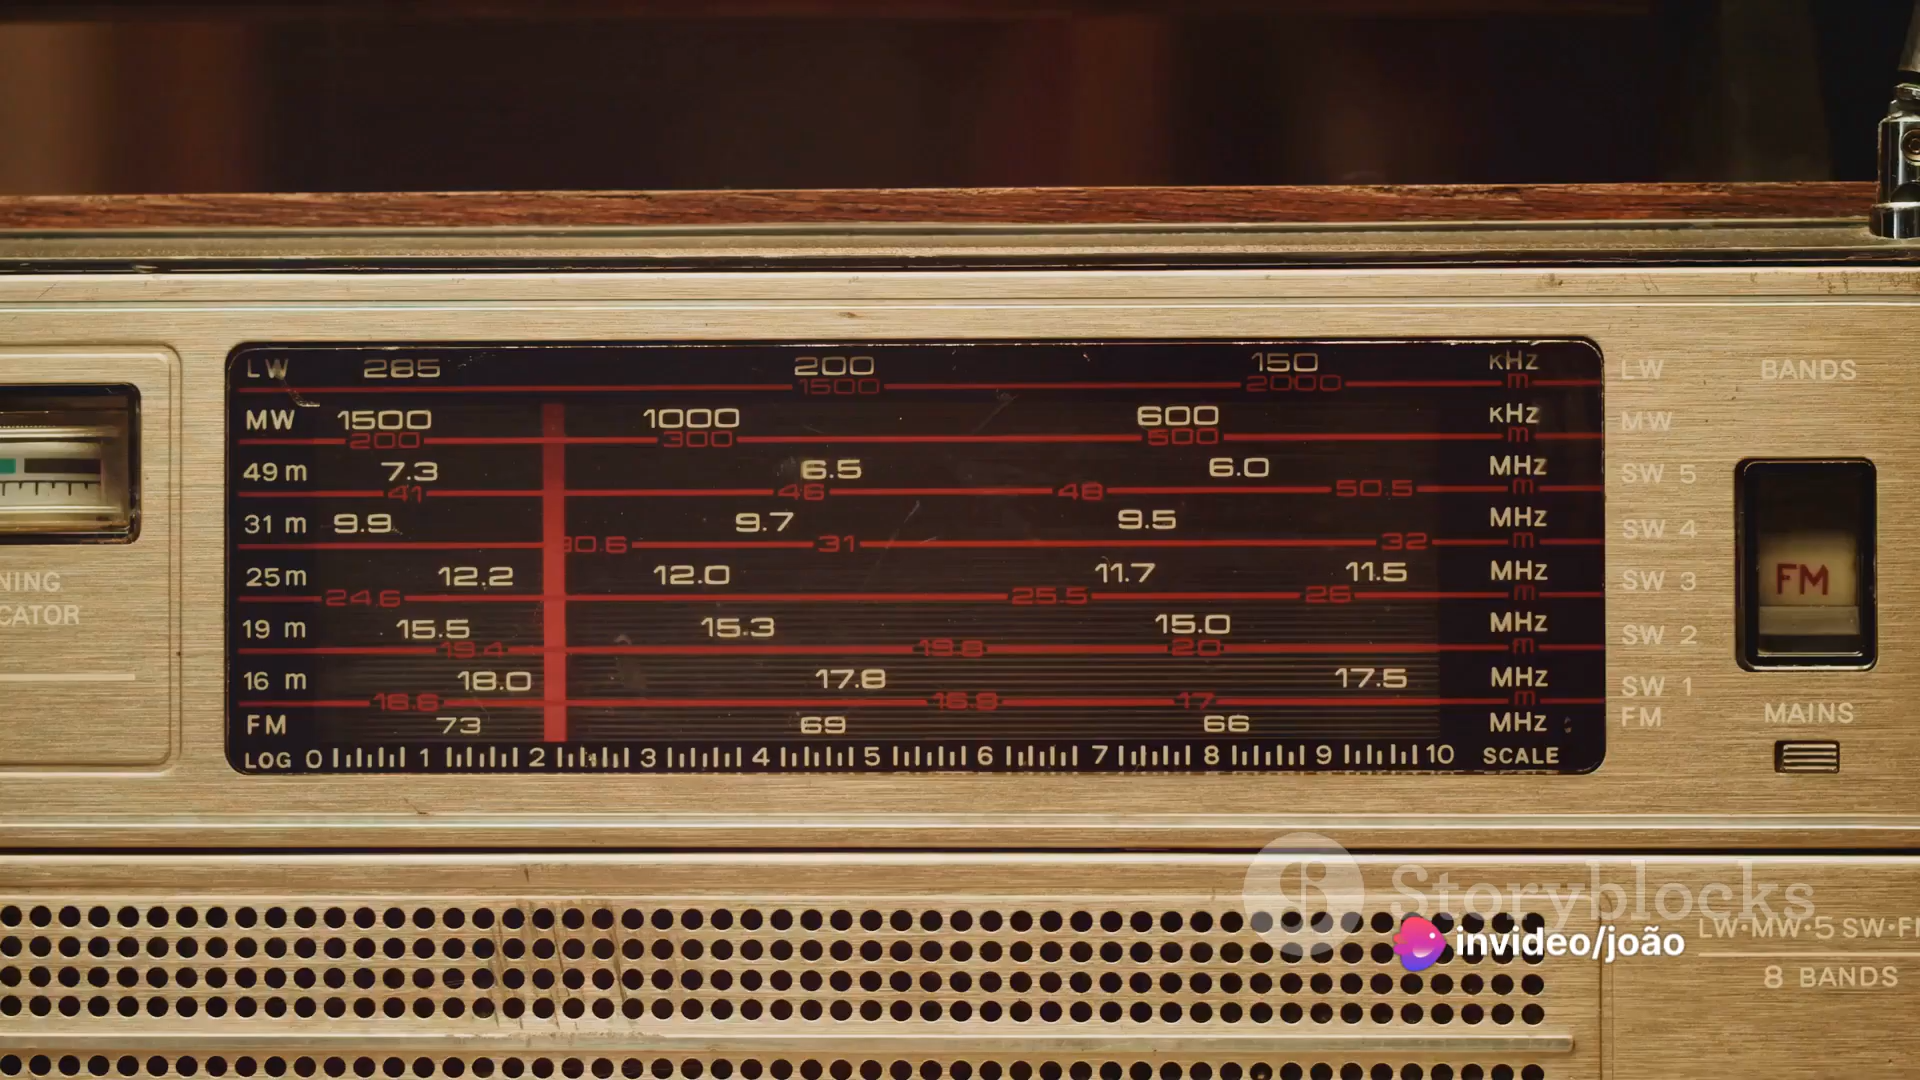 LW 285 200 150 KHz LW BANDS
1500 2000 m
MW 1500 1000 600 KHz MW
200 300 500 m
49 m 7.3 6.5 6.0 MHz SW 5
41 46 48 50.5 m
31 m 9.9 9.7 9.5 MHz SW 4
30.6 31 32 m
25 m 12.2 12.0 11.7 11.5 MHz SW 3
24.6 25.5 26 m
19 m 15.5 15.3 15.0 MHz SW 2
19.4 19.8 20 m
16 m 18.0 17.8 17.5 MHz SW 1
16.6 16.9 17 m
FM 73 69 66 MHz FM
LOG 0 1 2 3 4 5 6 7 8 9 10 SCALE
FM
MAINS
Storyblocks
invideo/joão
LW·MW·5 SW·F
8 BANDS